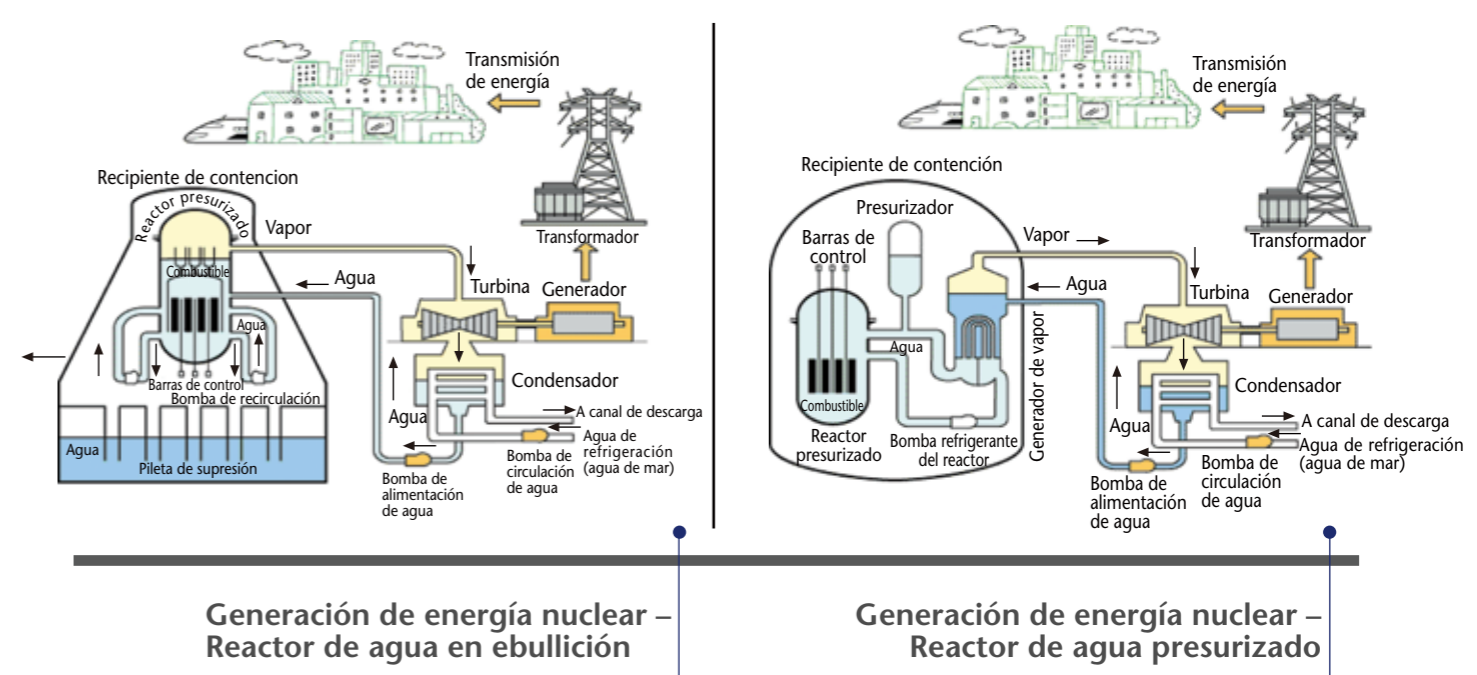 Transmisión
de energía
Recipiente de contencion
Reactor presurizado
Vapor
Transformador
Combustible
Agua
Turbina
Generador
Agua
Barras de control
Bomba de recirculación
Condensador
Agua
A canal de descarga
Agua de
refrigeración
(agua de mar)
Agua
Pileta de supresión
Bomba de
circulación
de agua
Bomba de
alimentación
de agua
Generación de energía nuclear –
Reactor de agua en ebullición
Transmisión
de energía
Recipiente de contención
Presurizador
Barras de
control
Vapor
Transformador
Agua
Turbina
Generador
Agua
Generador de vapor
Combustible
Condensador
Agua
A canal de descarga
Agua de refrigeración
(agua de mar)
Reactor
presurizado
Bomba refrigerante
del reactor
Bomba de
circulación
de agua
Bomba de
alimentación
de agua
Generación de energía nuclear –
Reactor de agua presurizado